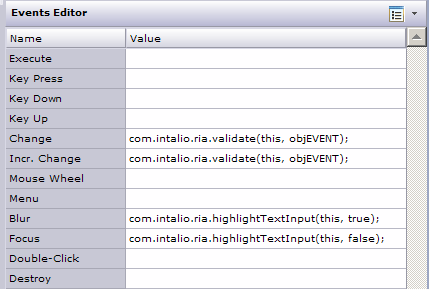 Events Editor
Name Value
Execute
Key Press
Key Down
Key Up
Change com.intalio.ria.validate(this, objEVENT);
Incr. Change com.intalio.ria.validate(this, objEVENT);
Mouse Wheel
Menu
Blur com.intalio.ria.highlightTextInput(this, true);
Focus com.intalio.ria.highlightTextInput(this, false);
Double-Click
Destroy